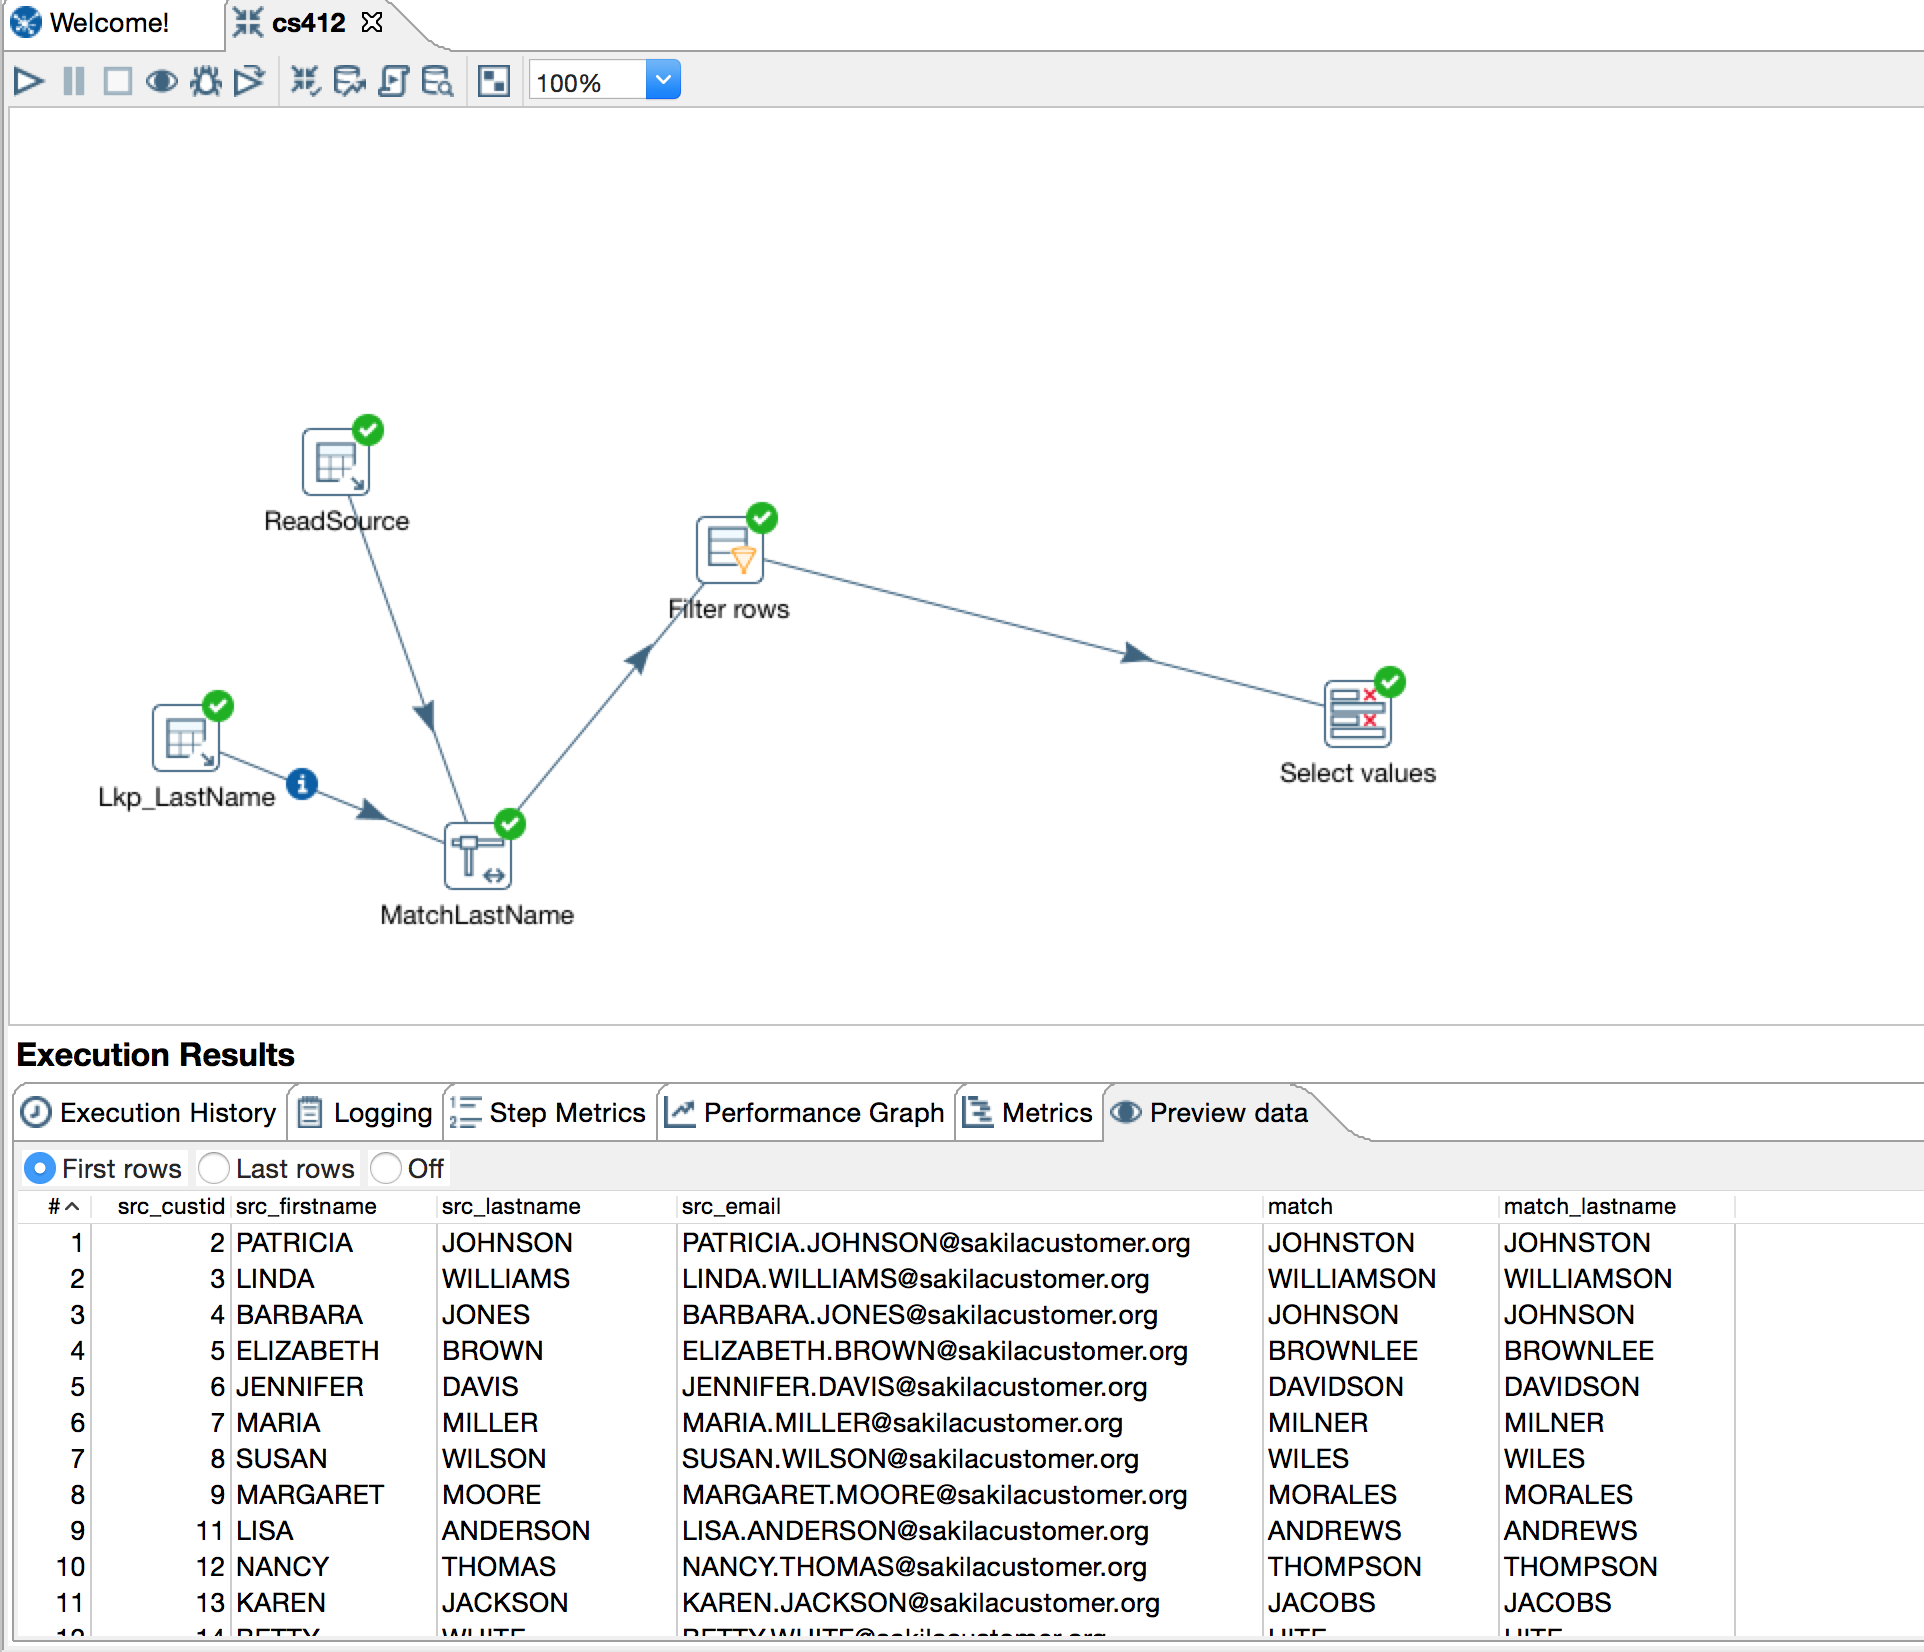 Welcome!
cs412
100%
ReadSource
Filter rows
Lkp_LastName
Select values
MatchLastName
Execution Results
Execution History Logging Step Metrics Performance Graph Metrics Preview data
First rows Last rows Off
# src_custid src_firstname src_lastname src_email match match_lastname
1 2 PATRICIA JOHNSON PATRICIA.JOHNSON@sakilacustomer.org JOHNSTON JOHNSTON
2 3 LINDA WILLIAMS LINDA.WILLIAMS@sakilacustomer.org WILLIAMSON WILLIAMSON
3 4 BARBARA JONES BARBARA.JONES@sakilacustomer.org JOHNSON JOHNSON
4 5 ELIZABETH BROWN ELIZABETH.BROWN@sakilacustomer.org BROWNLEE BROWNLEE
5 6 JENNIFER DAVIS JENNIFER.DAVIS@sakilacustomer.org DAVIDSON DAVIDSON
6 7 MARIA MILLER MARIA.MILLER@sakilacustomer.org MILNER MILNER
7 8 SUSAN WILSON SUSAN.WILSON@sakilacustomer.org WILES WILES
8 9 MARGARET MOORE MARGARET.MOORE@sakilacustomer.org MORALES MORALES
9 11 LISA ANDERSON LISA.ANDERSON@sakilacustomer.org ANDREWS ANDREWS
10 12 NANCY THOMAS NANCY.THOMAS@sakilacustomer.org THOMPSON THOMPSON
11 13 KAREN JACKSON KAREN.JACKSON@sakilacustomer.org JACOBS JACOBS